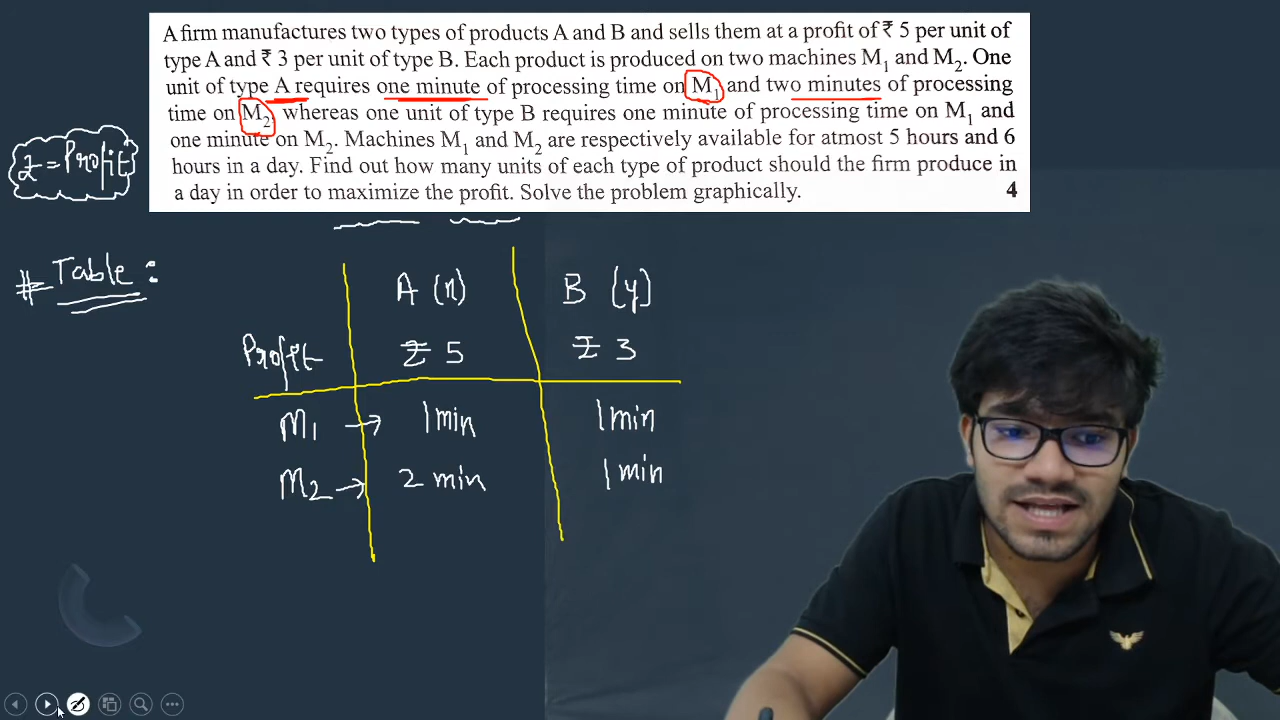 A firm manufactures two types of products A and B and sells them at a profit of ₹ 5 per unit of
type A and ₹ 3 per unit of type B. Each product is produced on two machines M₁ and M₂. One
unit of type A requires one minute of processing time on M₁ and two minutes of processing
time on M₂ whereas one unit of type B requires one minute of processing time on M₁ and
one minute on M₂. Machines M₁ and M₂ are respectively available for atmost 5 hours and 6
hours in a day. Find out how many units of each type of product should the firm produce in
a day in order to maximize the profit. Solve the problem graphically. 4
Z = Profit
# Table :
A (x) B (y)
Profit ₹ 5 ₹ 3
M1 → 1 min 1 min
M2 → 2 min 1 min